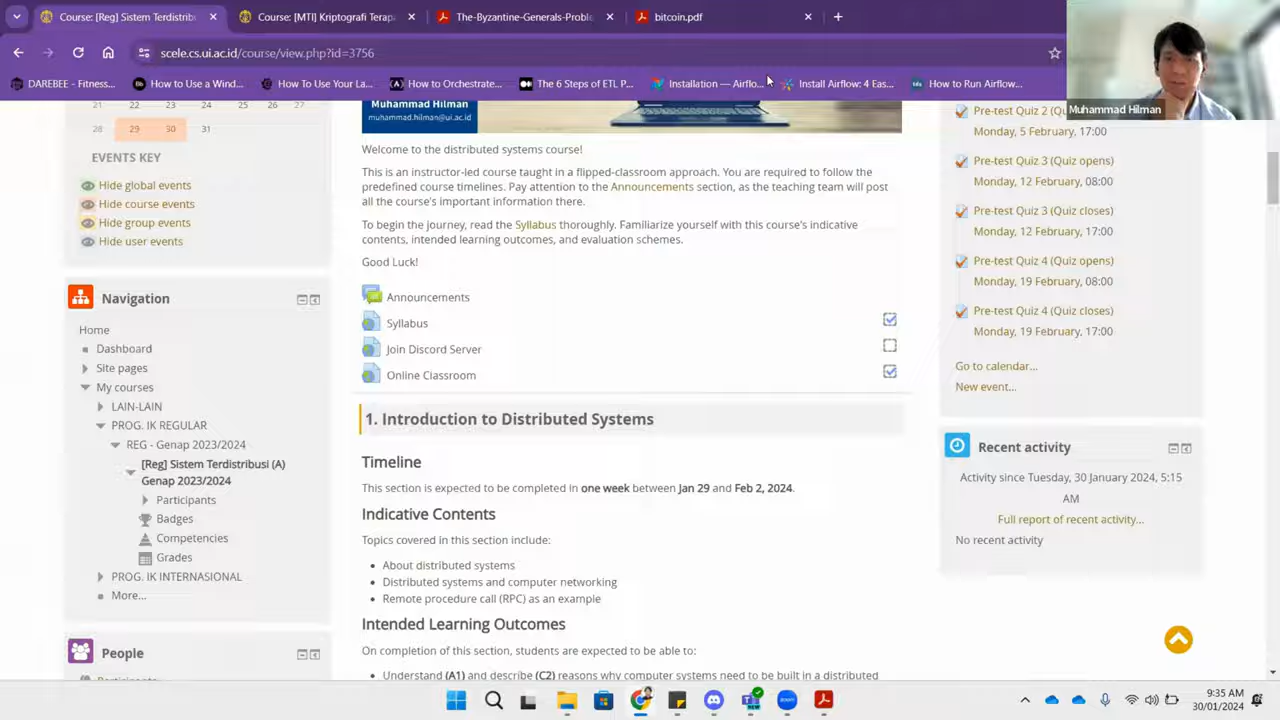 Course: [Reg] Sistem Terdistribu
Course: [MTI] Kriptografi Terap
The-Byzantine-Generals-Probl
bitcoin.pdf
scele.cs.ui.ac.id/course/view.php?id=3756
DAREBEE - Fitness...
How to Use a Wind...
How To Use Your La...
How to Orchestrate...
The 6 Steps of ETL P...
Installation — Airflo...
Install Airflow: 4 Eas...
How to Run Airflow...
Muhammad Hilman
21 22 23 24 25 26 27
28 29 30 31
EVENTS KEY
Hide global events
Hide course events
Hide group events
Hide user events
Navigation
Home
Dashboard
Site pages
My courses
LAIN-LAIN
PROG. IK REGULAR
REG - Genap 2023/2024
[Reg] Sistem Terdistribusi (A)
Genap 2023/2024
Participants
Badges
Competencies
Grades
PROG. IK INTERNASIONAL
More...
People
Participants
Muhammad Hilman
muhammad.hilman@ui.ac.id
Welcome to the distributed systems course!
This is an instructor-led course taught in a flipped-classroom approach. You are required to follow the
predefined course timelines. Pay attention to the Announcements section, as the teaching team will post
all the course's important information there.
To begin the journey, read the Syllabus thoroughly. Familiarize yourself with this course's indicative
contents, intended learning outcomes, and evaluation schemes.
Good Luck!
Announcements
Syllabus
Join Discord Server
Online Classroom
1. Introduction to Distributed Systems
Timeline
This section is expected to be completed in one week between Jan 29 and Feb 2, 2024.
Indicative Contents
Topics covered in this section include:
About distributed systems
Distributed systems and computer networking
Remote procedure call (RPC) as an example
Intended Learning Outcomes
On completion of this section, students are expected to be able to:
Understand (A1) and describe (C2) reasons why computer systems need to be built in a distributed
Pre-test Quiz 2 (Quiz closes)
Monday, 5 February, 17:00
Pre-test Quiz 3 (Quiz opens)
Monday, 12 February, 08:00
Pre-test Quiz 3 (Quiz closes)
Monday, 12 February, 17:00
Pre-test Quiz 4 (Quiz opens)
Monday, 19 February, 08:00
Pre-test Quiz 4 (Quiz closes)
Monday, 19 February, 17:00
Go to calendar...
New event...
Recent activity
Activity since Tuesday, 30 January 2024, 5:15
AM
Full report of recent activity...
No recent activity
9:35 AM
30/01/2024